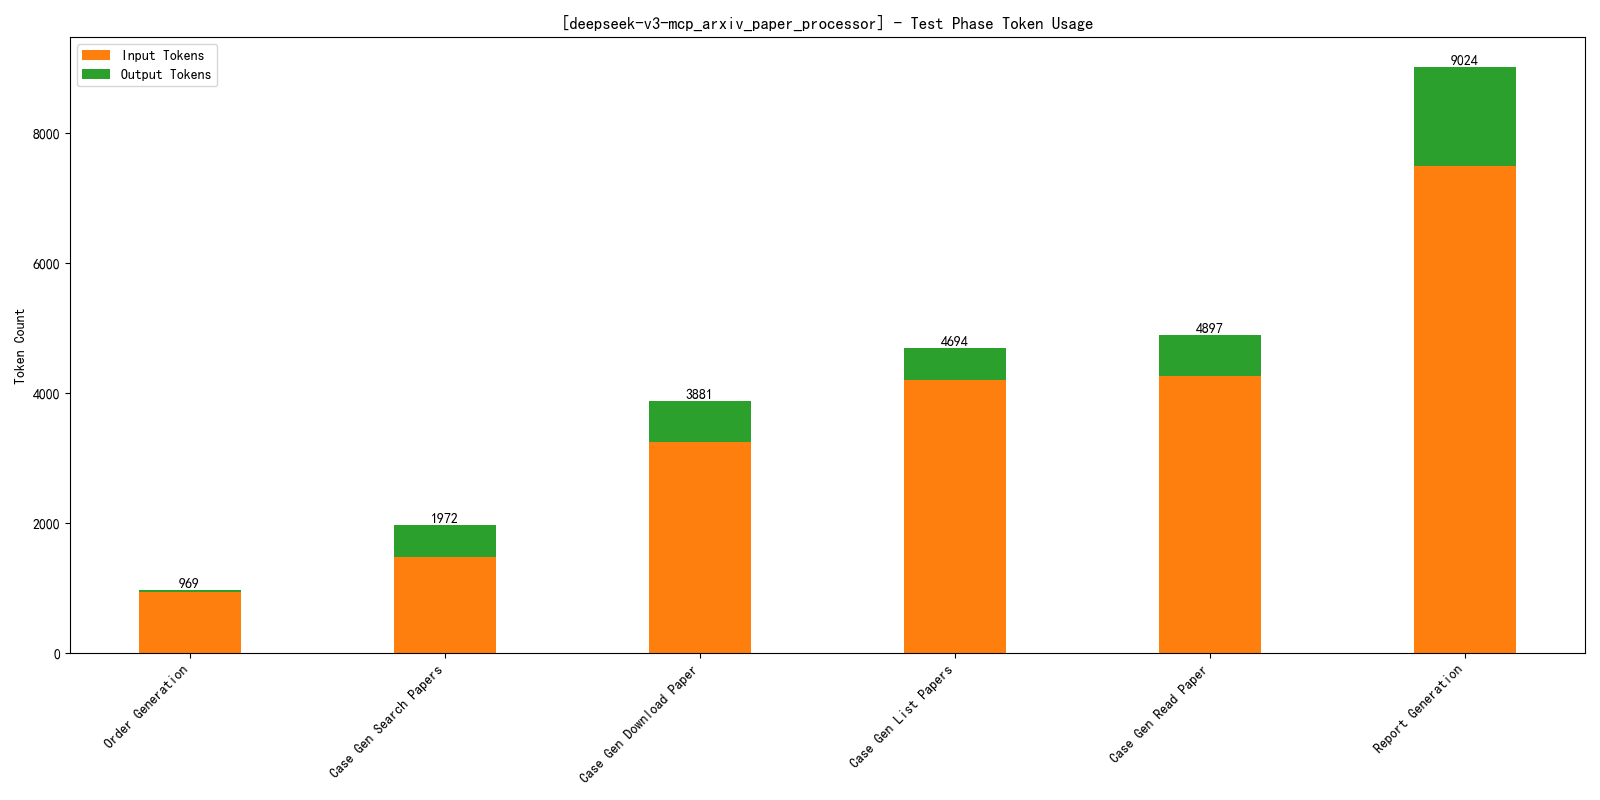 [deepseek-v3-mcp_arxiv_paper_processor] - Test Phase Token Usage
Input Tokens
Output Tokens
Token Count
8000
6000
4000
2000
0
969
1972
3881
4694
4897
9024
Order Generation
Case Gen Search Papers
Case Gen Download Paper
Case Gen List Papers
Case Gen Read Paper
Report Generation